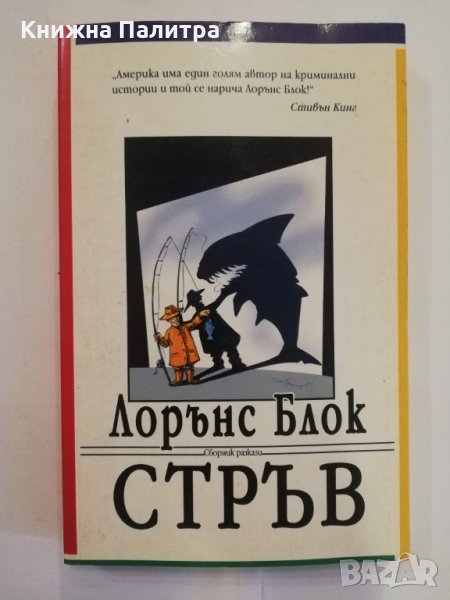 Книжна Палитра
„Америка има един голям автор на криминални
истории и той се нарича Лорънс Блок!“
Стивън Кинг
Лорънс Блок
Сборник разкази
СТРЪВ
BAZAR